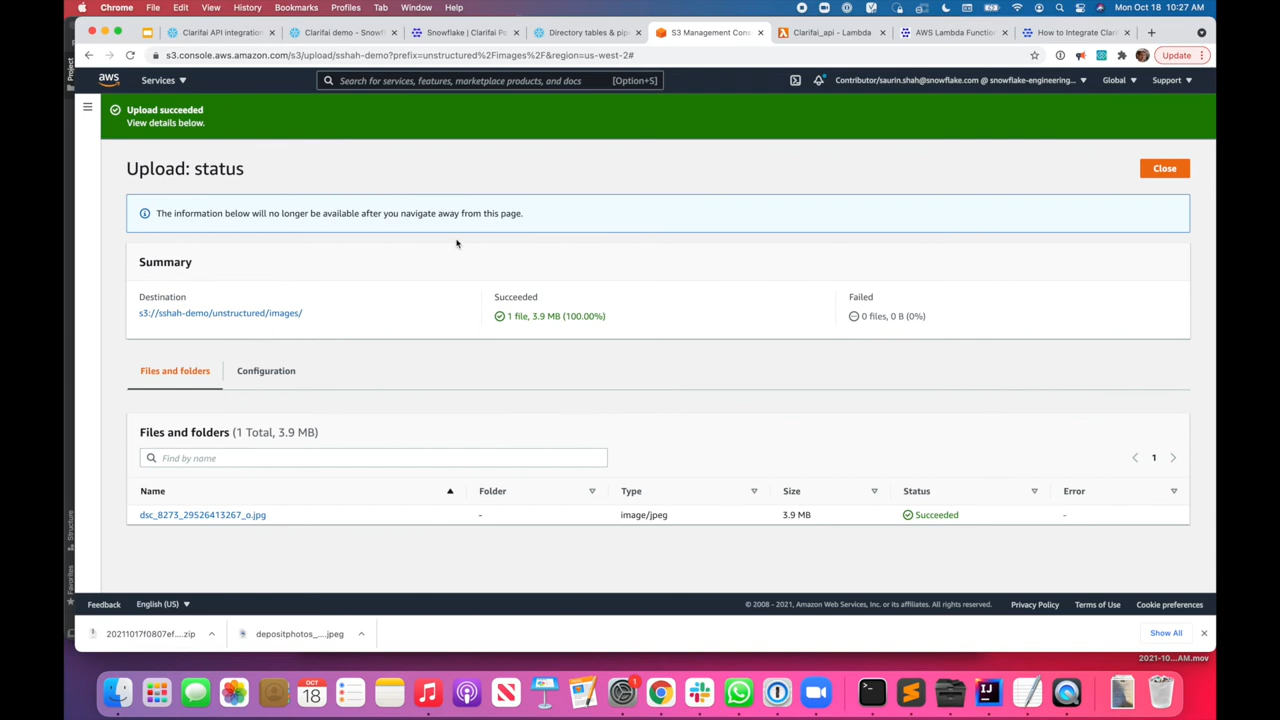 Chrome File Edit View History Bookmarks Profiles Tab Window Help Mon Oct 18 10:27 AM
Clarifai API integration Clarifai demo - Snowfl Snowflake | Clarifai Po Directory tables & pip S3 Management Cons Clarifai_api - Lambda AWS Lambda Function How to Integrate Clari
s3.console.aws.amazon.com/s3/upload/sshah-demo?prefix=unstructured%2Fimages%2F&region=us-west-2# Update
aws Services Search for services, features, marketplace products, and docs [Option+S] Contributor/saurin.shah@snowflake.com @ snowflake-engineering... Global Support
Project
Upload succeeded
View details below.
Upload: status Close
The information below will no longer be available after you navigate away from this page.
Summary
Destination Succeeded Failed
s3://sshah-demo/unstructured/images/ 1 file, 3.9 MB (100.00%) 0 files, 0 B (0%)
Files and folders Configuration
Files and folders (1 Total, 3.9 MB)
Find by name 1
Name Folder Type Size Status Error
dsc_8273_29526413267_o.jpg - image/jpeg 3.9 MB Succeeded -
Structure
Favorites
Feedback English (US) © 2008 - 2021, Amazon Web Services, Inc. or its affiliates. All rights reserved. Privacy Policy Terms of Use Cookie preferences
20211017f0807ef....zip depositphotos_....jpeg Show All
2021-10...AM.mov
OCT
18
1